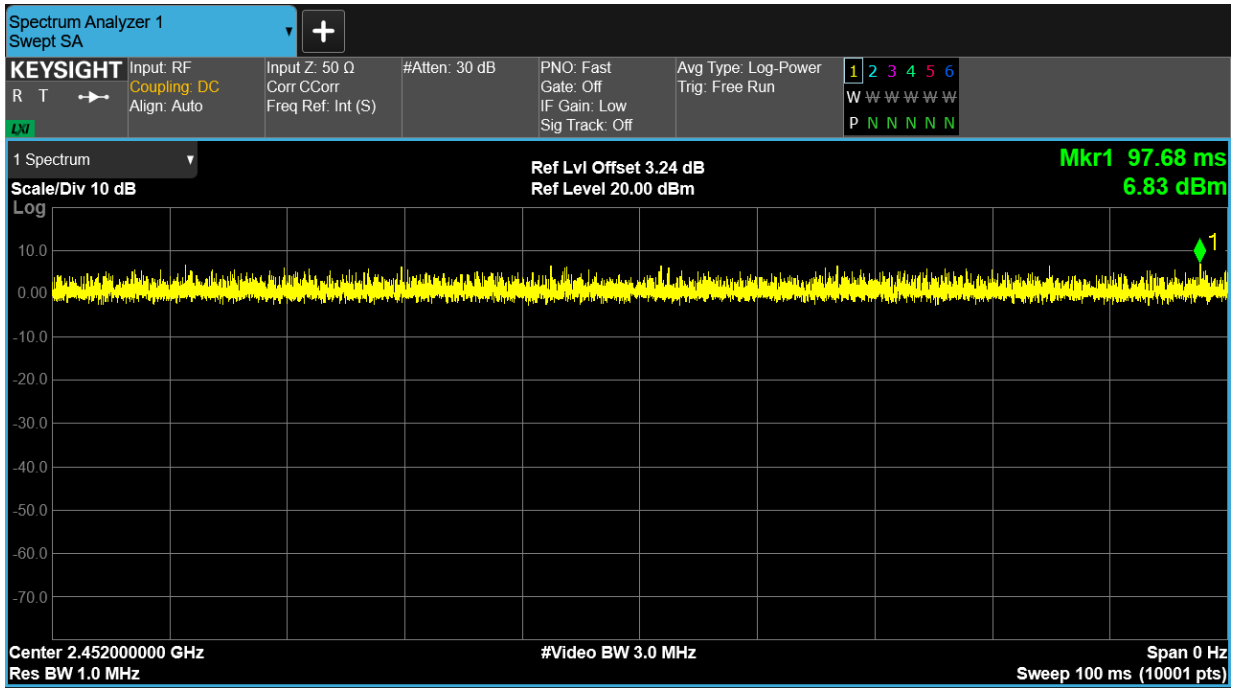 Spectrum Analyzer 1
Swept SA
KEYSIGHT
R T
LXI
Input: RF
Coupling: DC
Align: Auto
Input Z: 50 Ω
Corr CCorr
Freq Ref: Int (S)
#Atten: 30 dB
PNO: Fast
Gate: Off
IF Gain: Low
Sig Track: Off
Avg Type: Log-Power
Trig: Free Run
1 2 3 4 5 6
W W W W W W
P N N N N N
1 Spectrum
Scale/Div 10 dB
Log
Ref Lvl Offset 3.24 dB
Ref Level 20.00 dBm
Mkr1 97.68 ms
6.83 dBm
1
10.0
0.00
-10.0
-20.0
-30.0
-40.0
-50.0
-60.0
-70.0
Center 2.452000000 GHz
Res BW 1.0 MHz
#Video BW 3.0 MHz
Span 0 Hz
Sweep 100 ms (10001 pts)